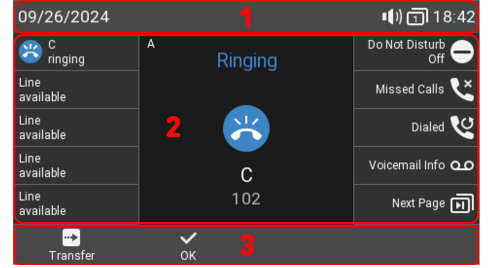 09/26/2024
1
1
18:42
C
ringing
Line
available
Line
available
Line
available
Line
available
A
Ringing
2
C
102
Do Not Disturb
Off
Missed Calls
Dialed
Voicemail Info
Next Page
Transfer
OK
3